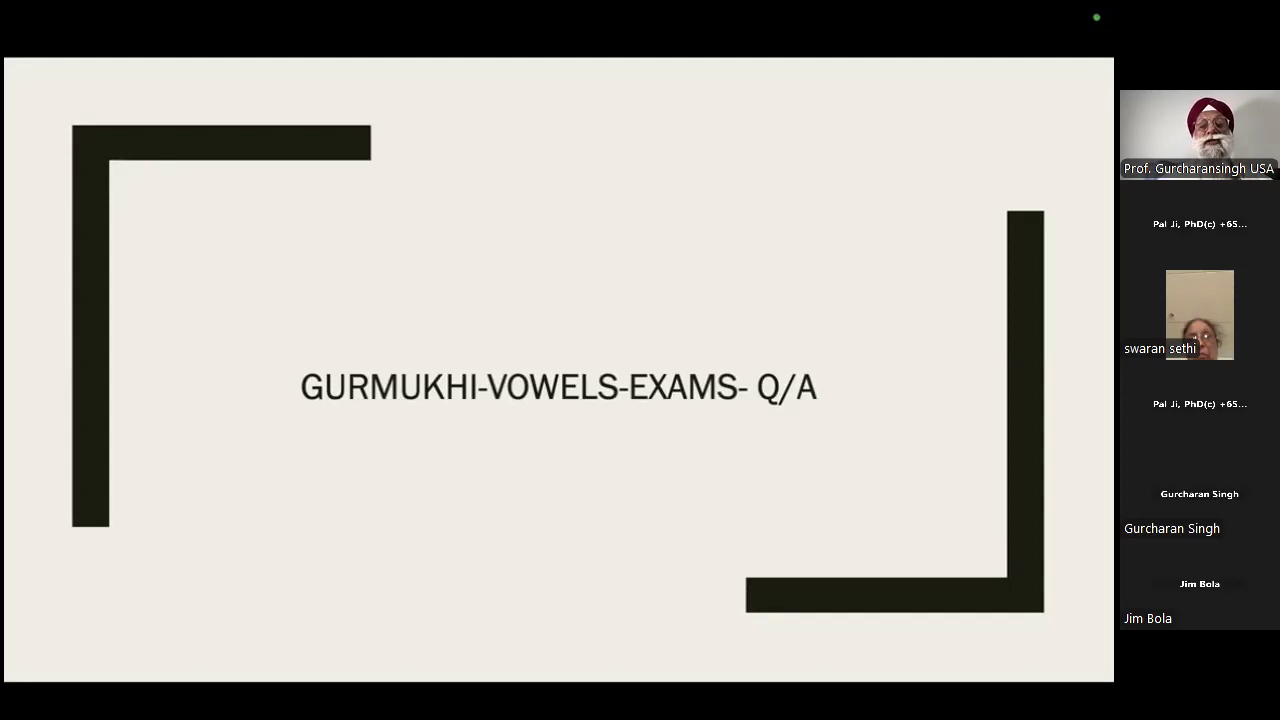 GURMUKHI-VOWELS-EXAMS- Q/A
Prof. Gurcharansingh USA
Pal Ji, PhD(c) +65...
swaran sethi
Pal Ji, PhD(c) +65...
Gurcharan Singh
Gurcharan Singh
Jim Bola
Jim Bola